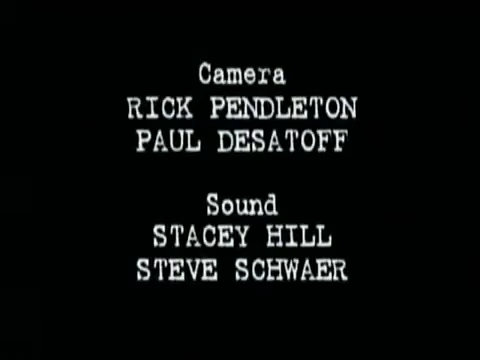 Camera
RICK PENDLETON
PAUL DESATOFF
Sound
STACEY HILL
STEVE SCHWAER